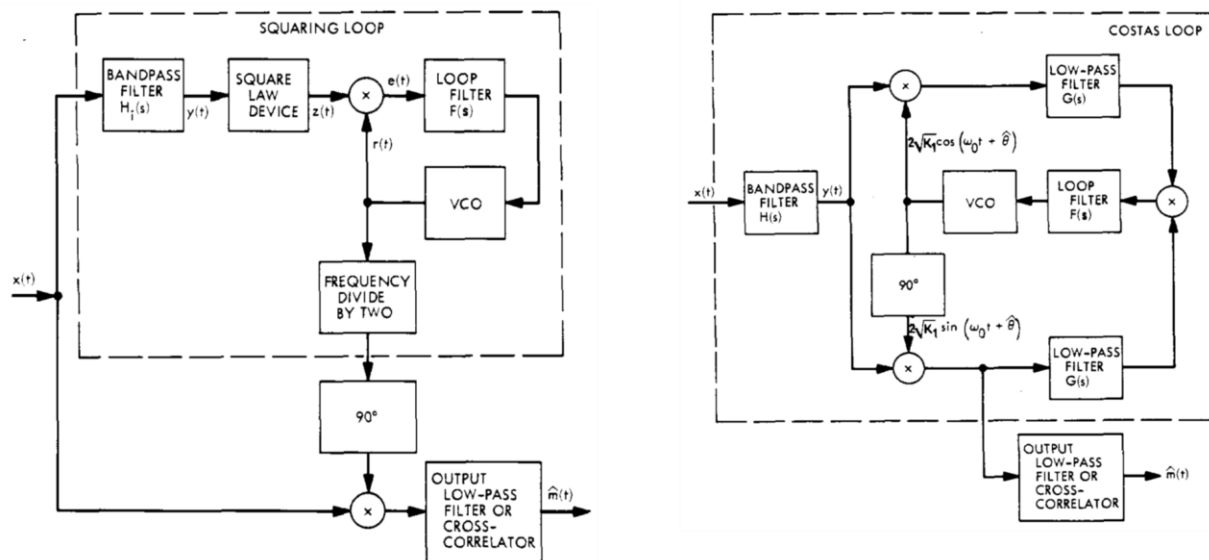 SQUARING LOOP
BANDPASS
FILTER
H_i(s)
y(t)
SQUARE
LAW
DEVICE
z(t)
×
e(t)
LOOP
FILTER
F(s)
r(t)
VCO
FREQUENCY
DIVIDE
BY TWO
x(t)
90°
×
OUTPUT
LOW-PASS
FILTER OR
CROSS-
CORRELATOR
m̂(t)
COSTAS LOOP
×
LOW-PASS
FILTER
G(s)
2√K₁cos (ω₀t + θ̂)
x(t)
BANDPASS
FILTER
H(s)
y(t)
VCO
LOOP
FILTER
F(s)
×
90°
2√K₁ sin (ω₀t + θ̂)
×
LOW-PASS
FILTER
G(s)
OUTPUT
LOW-PASS
FILTER OR
CROSS-
CORRELATOR
m̂(t)